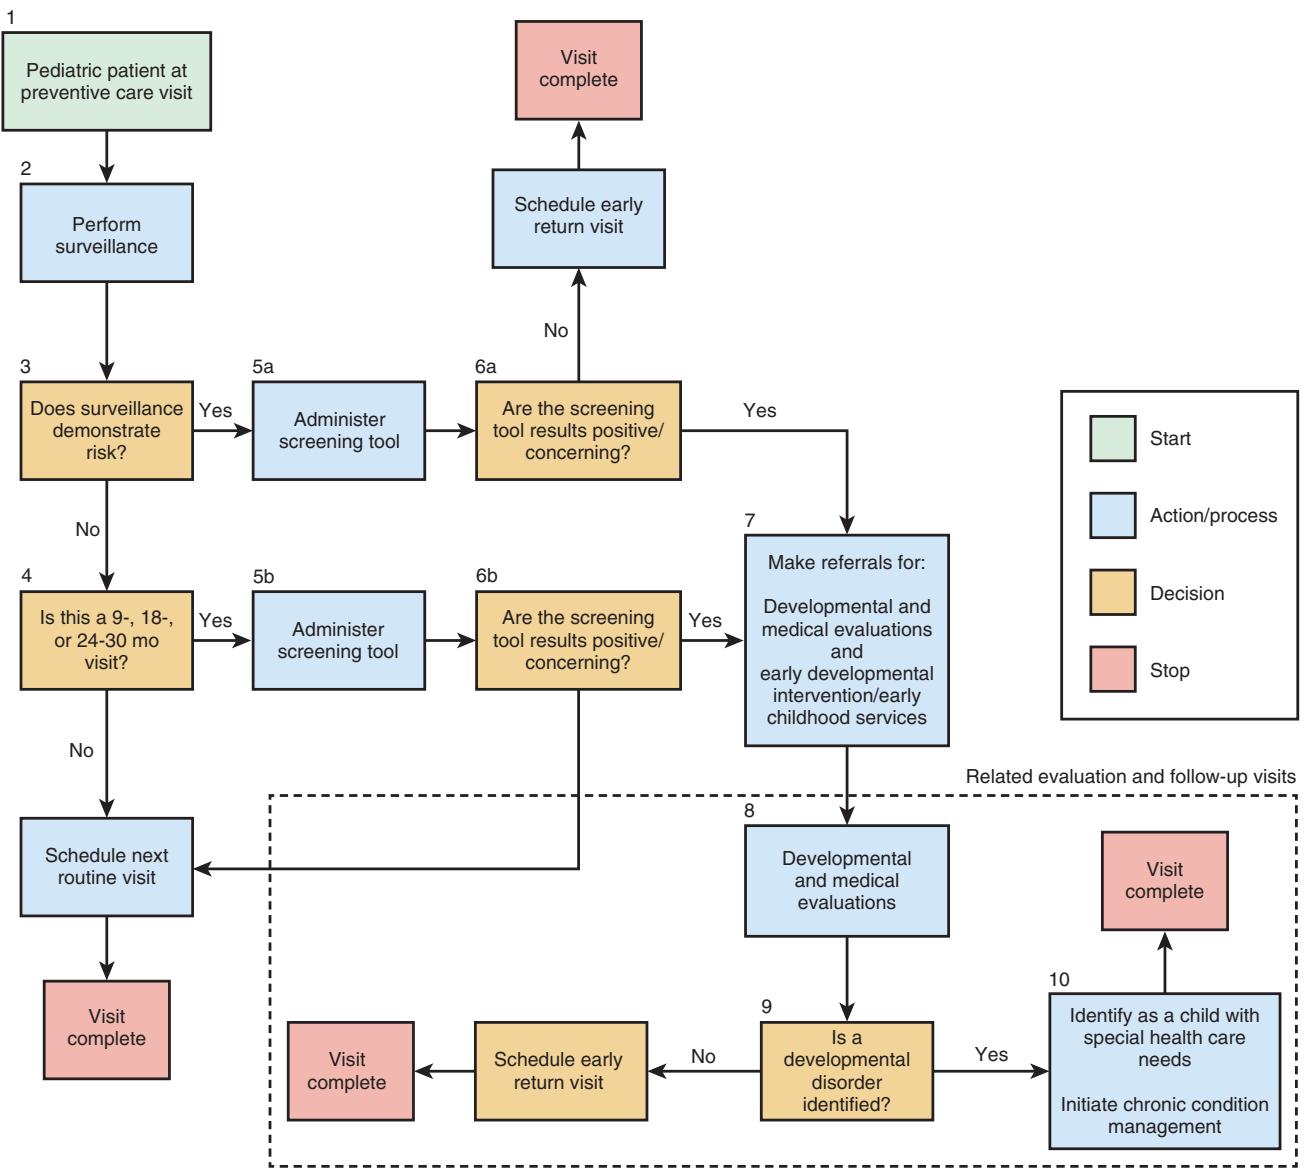 1
Pediatric patient at
preventive care visit
Visit
complete
2
Perform
surveillance
Schedule early
return visit
No
3
Does surveillance
demonstrate
risk?
Yes
5a
Administer
screening tool
6a
Are the screening
tool results positive/
concerning?
Yes
Start
Action/process
Decision
Stop
No
4
Is this a 9-, 18-,
or 24-30 mo
visit?
Yes
5b
Administer
screening tool
6b
Are the screening
tool results positive/
concerning?
Yes
7
Make referrals for:
Developmental and
medical evaluations
and
early developmental
intervention/early
childhood services
No
Related evaluation and follow-up visits
Schedule next
routine visit
8
Developmental
and medical
evaluations
Visit
complete
Visit
complete
Visit
complete
Schedule early
return visit
No
9
Is a
developmental
disorder
identified?
Yes
10
Identify as a child with
special health care
needs
Initiate chronic condition
management